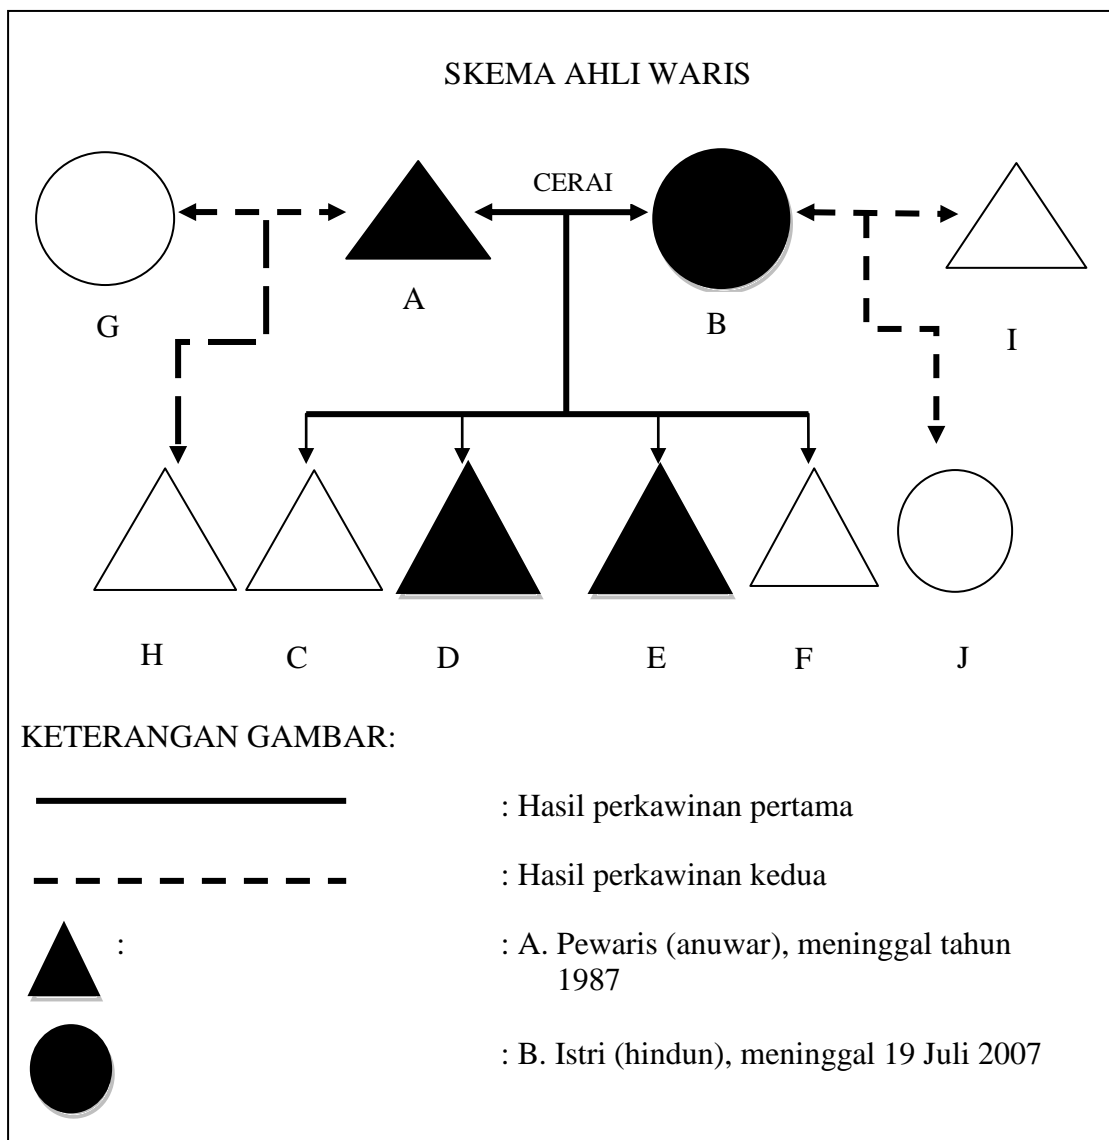 SKEMA AHLI WARIS
CERAI
G
A
B
I
H
C
D
E
F
J
KETERANGAN GAMBAR:
: Hasil perkawinan pertama
: Hasil perkawinan kedua
: : A. Pewaris (anuwar), meninggal tahun
1987
: B. Istri (hindun), meninggal 19 Juli 2007